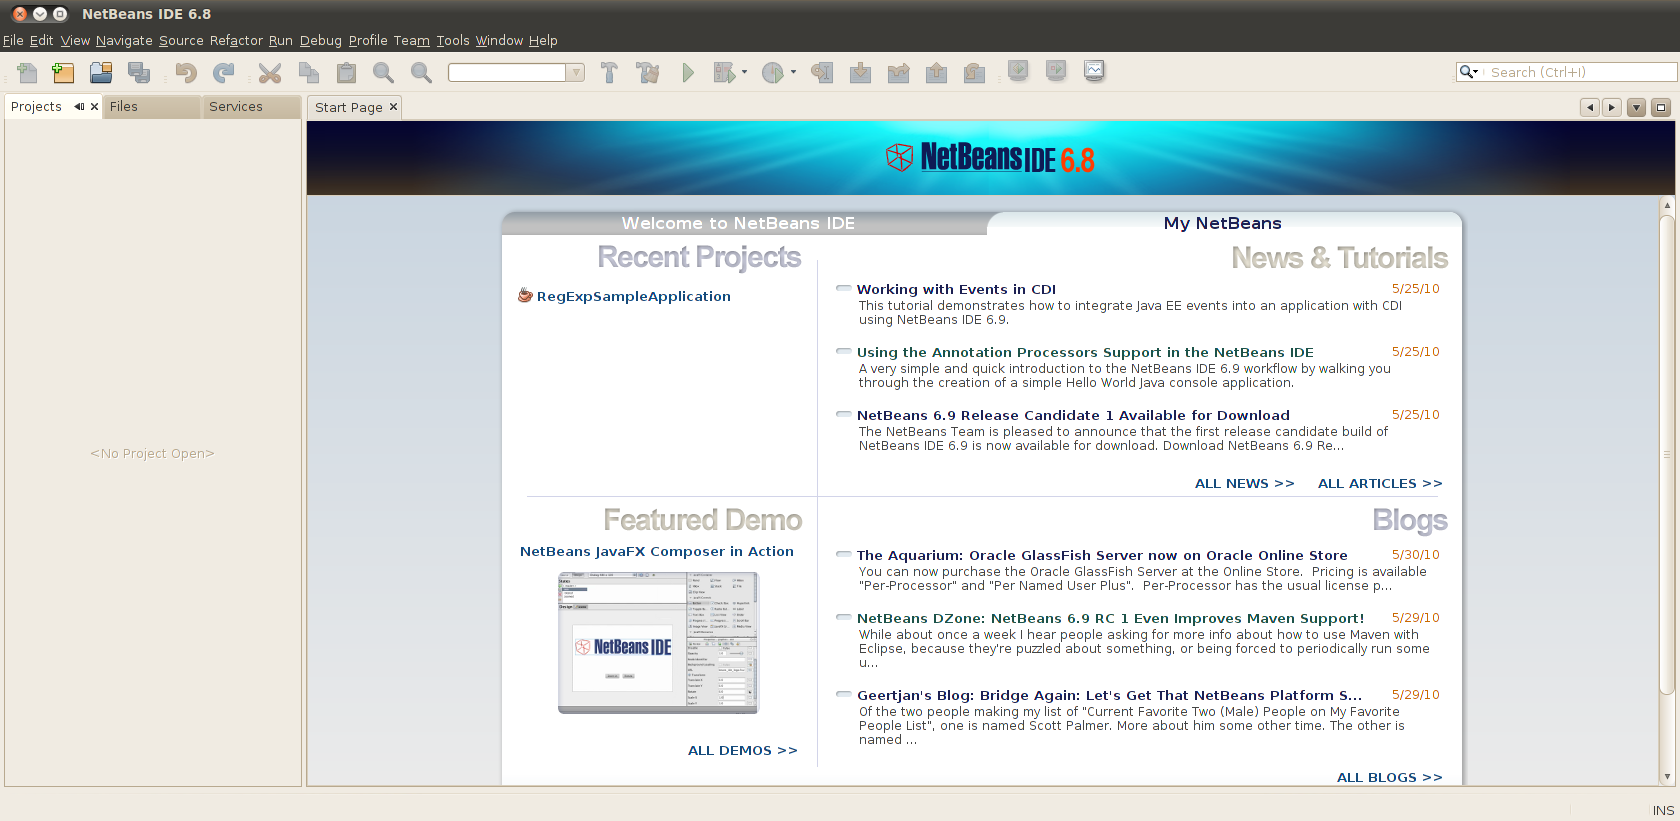 NetBeans IDE 6.8
File Edit View Navigate Source Refactor Run Debug Profile Team Tools Window Help
Search (Ctrl+I)
Projects Files Services
Start Page
NetBeans IDE 6.8
Welcome to NetBeans IDE
My NetBeans
Recent Projects
RegExpSampleApplication
News & Tutorials
Working with Events in CDI 5/25/10
This tutorial demonstrates how to integrate Java EE events into an application with CDI
using NetBeans IDE 6.9.
Using the Annotation Processors Support in the NetBeans IDE 5/25/10
A very simple and quick introduction to the NetBeans IDE 6.9 workflow by walking you
through the creation of a simple Hello World Java console application.
NetBeans 6.9 Release Candidate 1 Available for Download 5/25/10
The NetBeans Team is pleased to announce that the first release candidate build of
NetBeans IDE 6.9 is now available for download. Download NetBeans 6.9 Re...
ALL NEWS >> ALL ARTICLES >>
<No Project Open>
Featured Demo
NetBeans JavaFX Composer in Action
NetBeans IDE
ALL DEMOS >>
Blogs
The Aquarium: Oracle GlassFish Server now on Oracle Online Store 5/30/10
You can now purchase the Oracle GlassFish Server at the Online Store.  Pricing is available
"Per-Processor" and "Per Named User Plus".  Per-Processor has the usual license p...
NetBeans DZone: NetBeans 6.9 RC 1 Even Improves Maven Support! 5/29/10
While about once a week I hear people asking for more info about how to use Maven with
Eclipse, because they're puzzled about something, or being forced to periodically run some
u...
Geertjan's Blog: Bridge Again: Let's Get That NetBeans Platform S... 5/29/10
Of the two people making my list of "Current Favorite Two (Male) People on My Favorite
People List", one is named Scott Palmer. More about him some other time. The other is
named ...
ALL BLOGS >>
INS